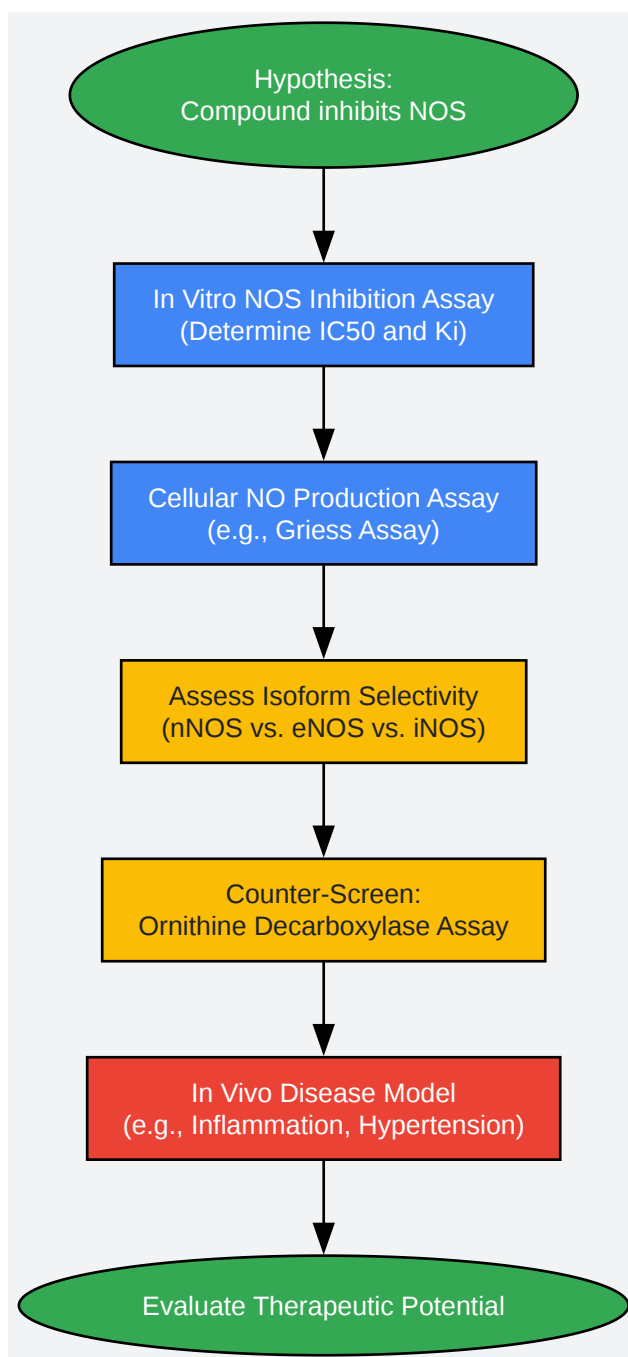 Hypothesis:
Compound inhibits NOS
In Vitro NOS Inhibition Assay
(Determine IC50 and Ki)
Cellular NO Production Assay
(e.g., Griess Assay)
Assess Isoform Selectivity
(nNOS vs. eNOS vs. iNOS)
Counter-Screen:
Ornithine Decarboxylase Assay
In Vivo Disease Model
(e.g., Inflammation, Hypertension)
Evaluate Therapeutic Potential